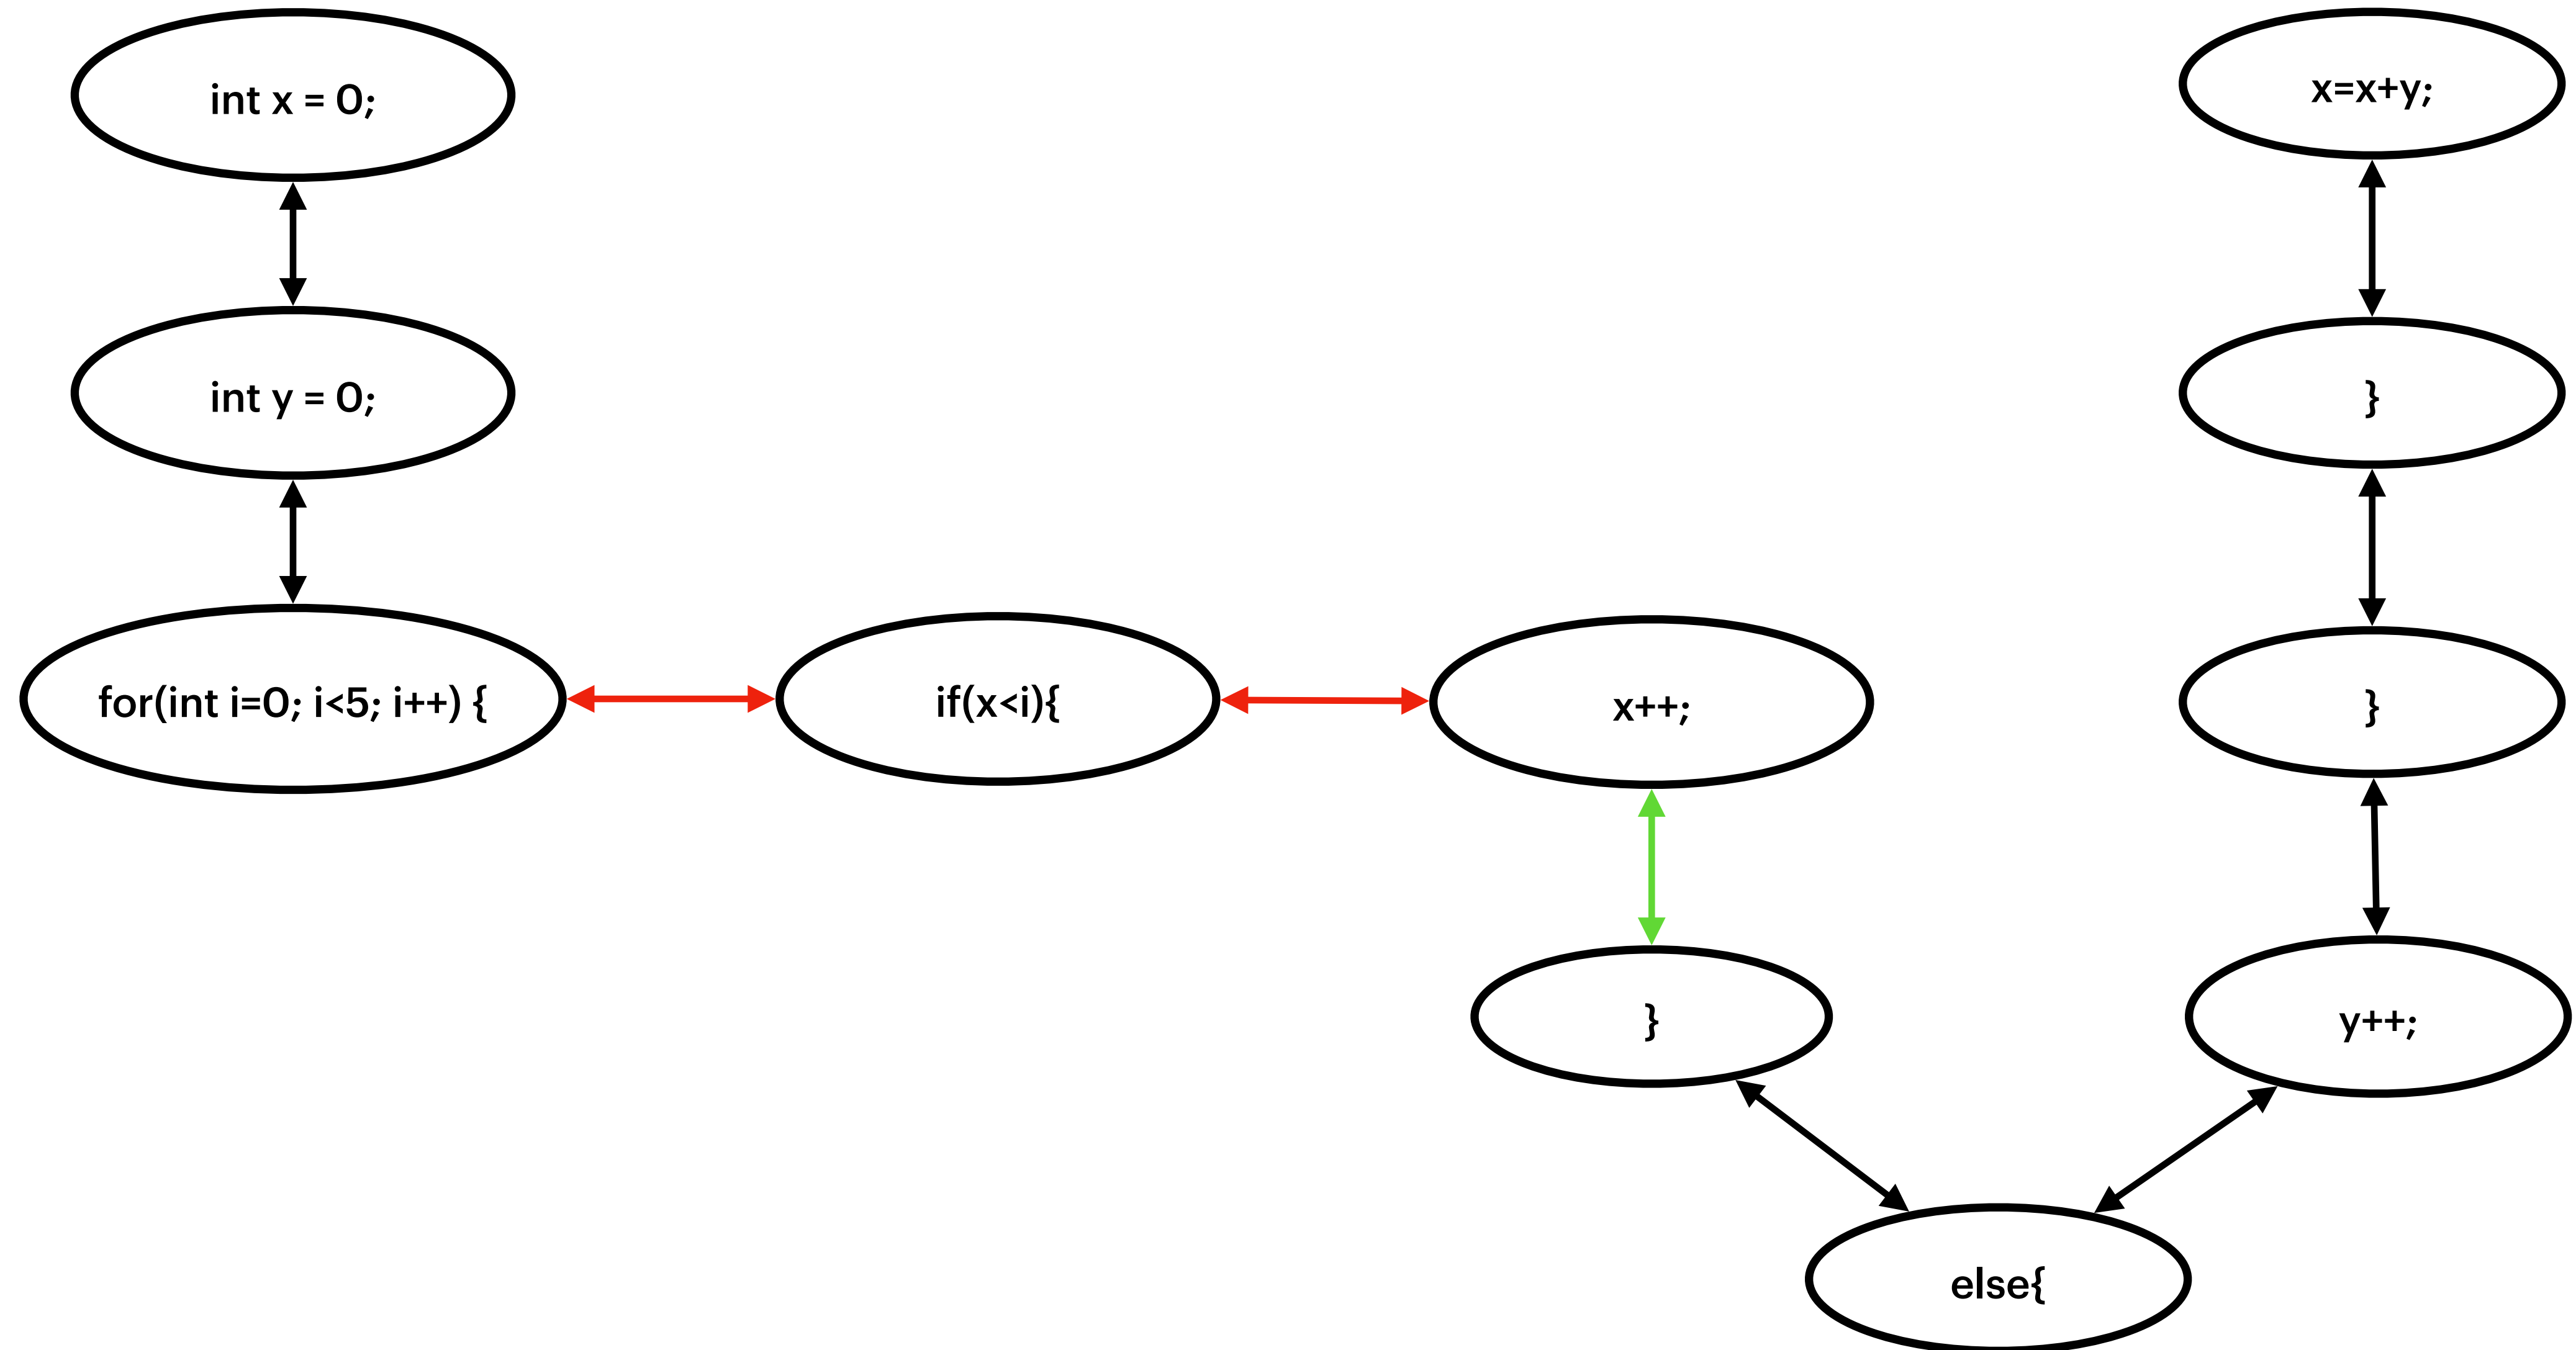 int x = 0;
int y = 0;
for(int i=0; i<5; i++) {
if(x<i){
x++;
}
else{
y++;
}
}
x=x+y;